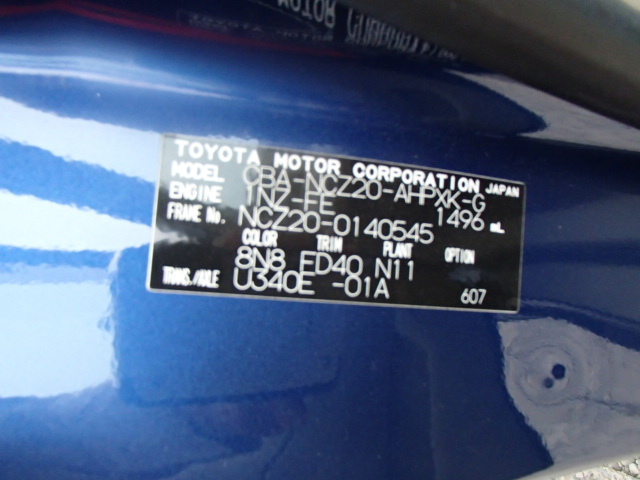 TOYOTA MOTOR CORPORATION JAPAN
MODEL CBA-NCZ20-AHPXK-G
ENGINE 1NZ-FE 1496 mL
FRAME No. NCZ20-0140545
COLOR TRIM PLANT OPTION
8N8 FD40 N11
TRANS./AXLE U340E -01A 607